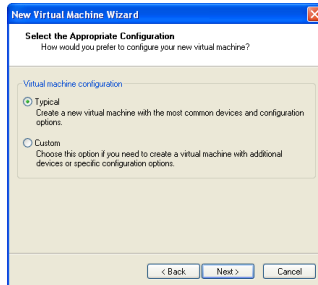 New Virtual Machine Wizard
Select the Appropriate Configuration
How would you prefer to configure your new virtual machine?
Virtual machine configuration
Typical
Create a new virtual machine with the most common devices and configuration
options.
Custom
Choose this option if you need to create a virtual machine with additional
devices or specific configuration options.
< Back
Next >
Cancel